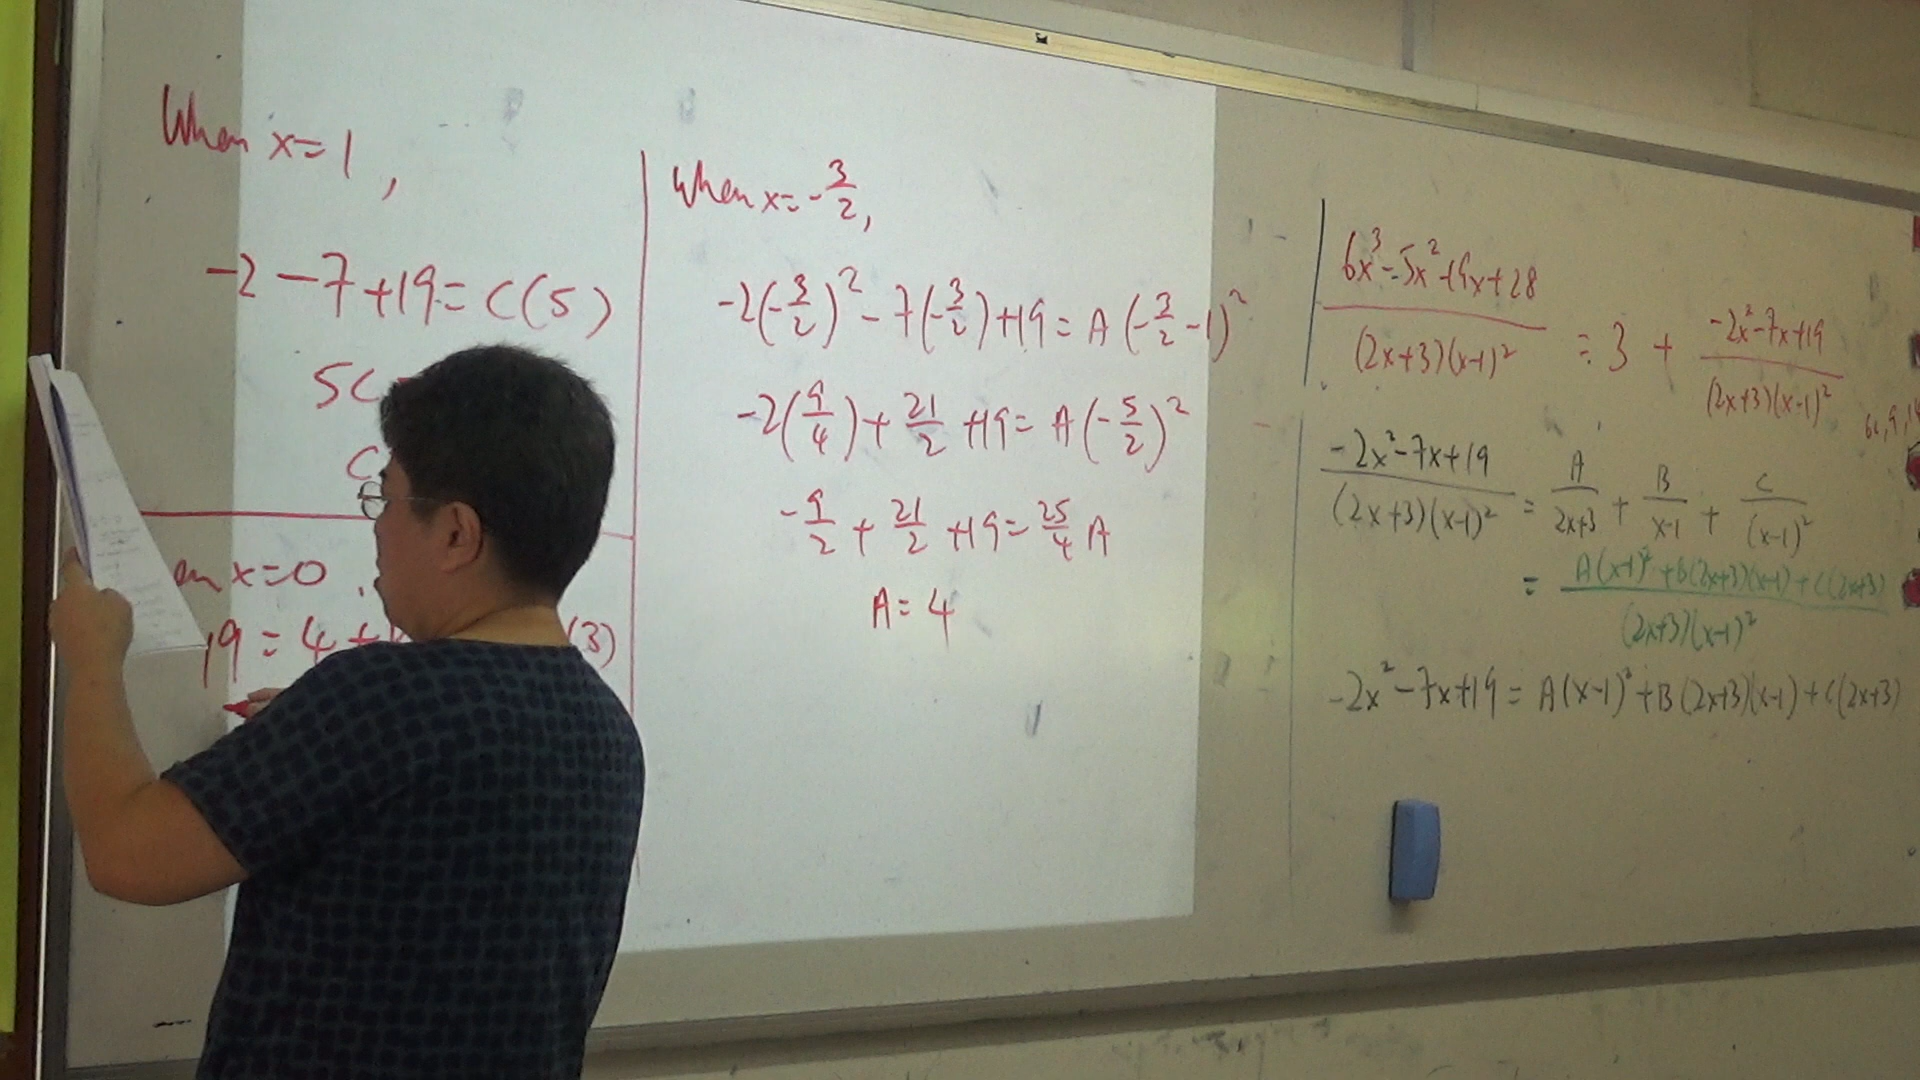 When x=1,
-2-7+19=C(5)
5C
C
x=0,
19=4+ (3)
When x=-3/2,
-2(-3/2)²-7(-3/2)+19=A(-3/2-1)²
-2(9/4)+21/2+19=A(-5/2)²
-9/2+21/2+19=25/4 A
A=4
6x³-5x²+9x+28
(2x+3)(x-1)²
=3+
-2x²-7x+19
(2x+3)(x-1)²
-2x²-7x+19
(2x+3)(x-1)²
=A/2x+3 + B/x-1 + C/(x-1)²
=
A(x-1)²+B(2x+3)(x-1)+C(2x+3)
(2x+3)(x-1)²
-2x²-7x+19=A(x-1)²+B(2x+3)(x-1)+C(2x+3)